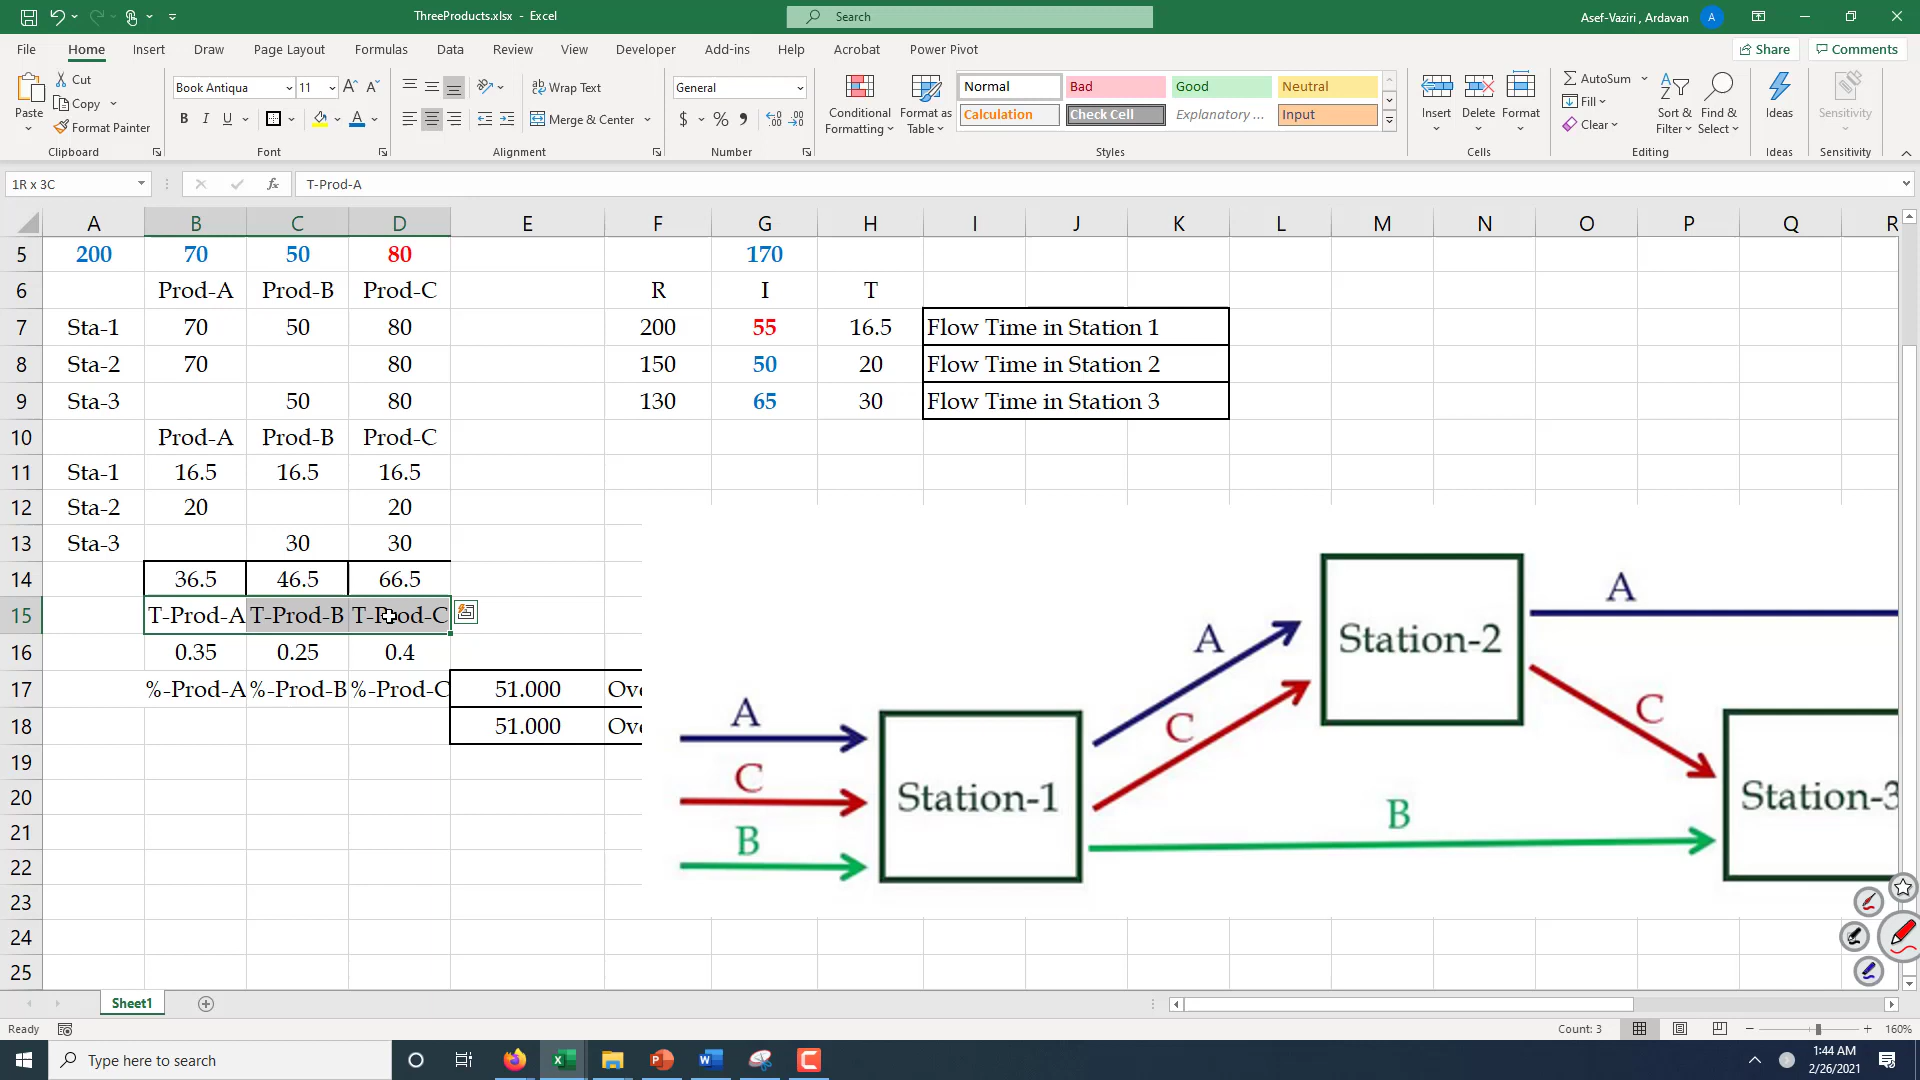 ThreeProducts.xlsx - Excel
Search
Asef-Vaziri , Ardavan
A
File Home Insert Draw Page Layout Formulas Data Review View Developer Add-ins Help Acrobat Power Pivot
Share Comments
Paste
Cut
Copy
Format Painter
Clipboard
Book Antiqua 11
B I U
Font
Wrap Text
Merge & Center
Alignment
General
$ % 9
Number
Conditional Formatting
Format as Table
Normal Bad Good Neutral
Calculation Check Cell Explanatory ... Input
Styles
Insert Delete Format
Cells
AutoSum
Fill
Clear
Sort & Filter
Find & Select
Editing
Ideas
Ideas
Sensitivity
Sensitivity
1R x 3C fx T-Prod-A
A B C D E F G H I J K L M N O P Q R
5 200 70 50 80 170
6 Prod-A Prod-B Prod-C R I T
7 Sta-1 70 50 80 200 55 16.5 Flow Time in Station 1
8 Sta-2 70 80 150 50 20 Flow Time in Station 2
9 Sta-3 50 80 130 65 30 Flow Time in Station 3
10 Prod-A Prod-B Prod-C
11 Sta-1 16.5 16.5 16.5
12 Sta-2 20 20
13 Sta-3 30 30
14 36.5 46.5 66.5
15 T-Prod-A T-Prod-B T-Prod-C
16 0.35 0.25 0.4
17 %-Prod-A %-Prod-B %-Prod-C 51.000
18 51.000
19
20
21
22
23
24
25
A
C
B
Station-1
A
C
B
Station-2
A
C
Station-3
Sheet1
Ready
Count: 3
160%
Type here to search
1:44 AM
2/26/2021